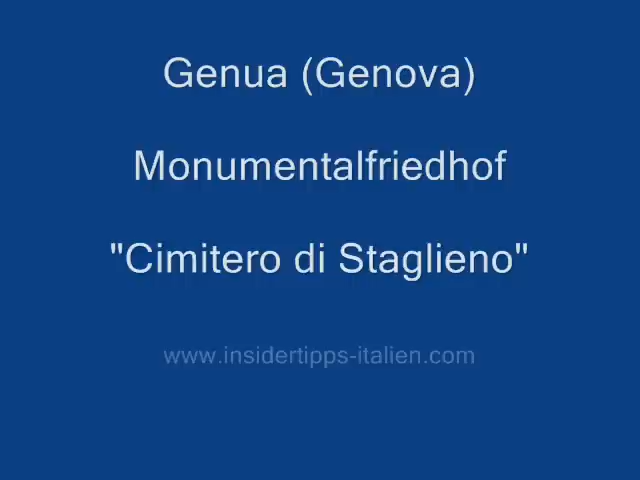 Genua (Genova)
Monumentalfriedhof
"Cimitero di Staglieno"
www.insidertipps-italien.com